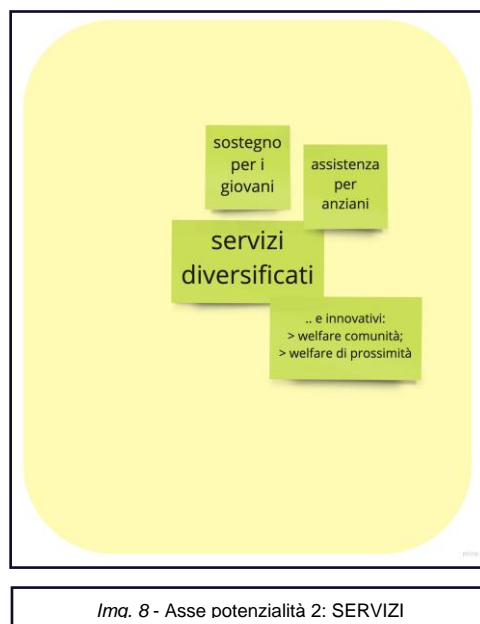 sostegno
per i
giovani
assistenza
per
anziani
servizi
diversificati
.. e innovativi:
> welfare comunità;
> welfare di prossimità
miro
Img. 8 - Asse potenzialità 2: SERVIZI